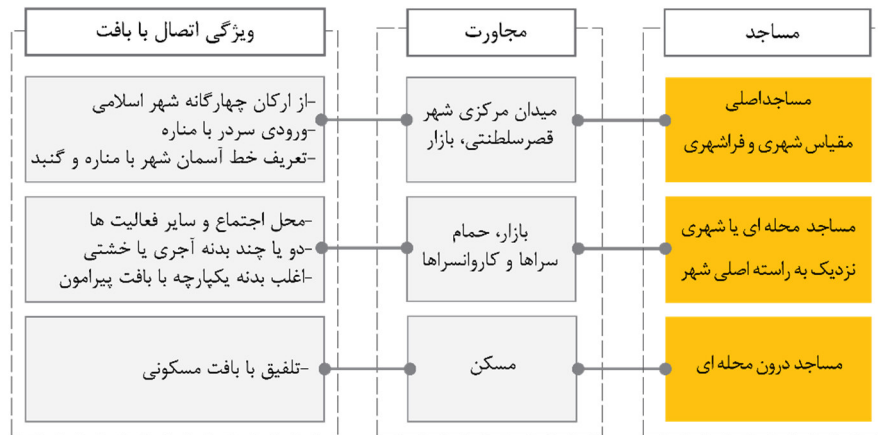 مساجد
مجاورت
ویژگی اتصال با بافت
مساجداصلی
مقیاس شهری و فراشهری
میدان مرکزی شهر
قصرسلطنتی، بازار
-از ارکان چهارگانه شهر اسلامی
-ورودی سردر با مناره
-تعریف خط آسمان شهر با مناره و گنبد
مساجد محله ای یا شهری
نزدیک به راسته اصلی شهر
بازار، حمام
سراها و کاروانسراها
-محل اجتماع و سایر فعالیت ها
-دو یا چند بدنه آجری یا خشتی
-اغلب بدنه یکپارچه با بافت پیرامون
مساجد درون محله ای
مسکن
-تلفیق با بافت مسکونی